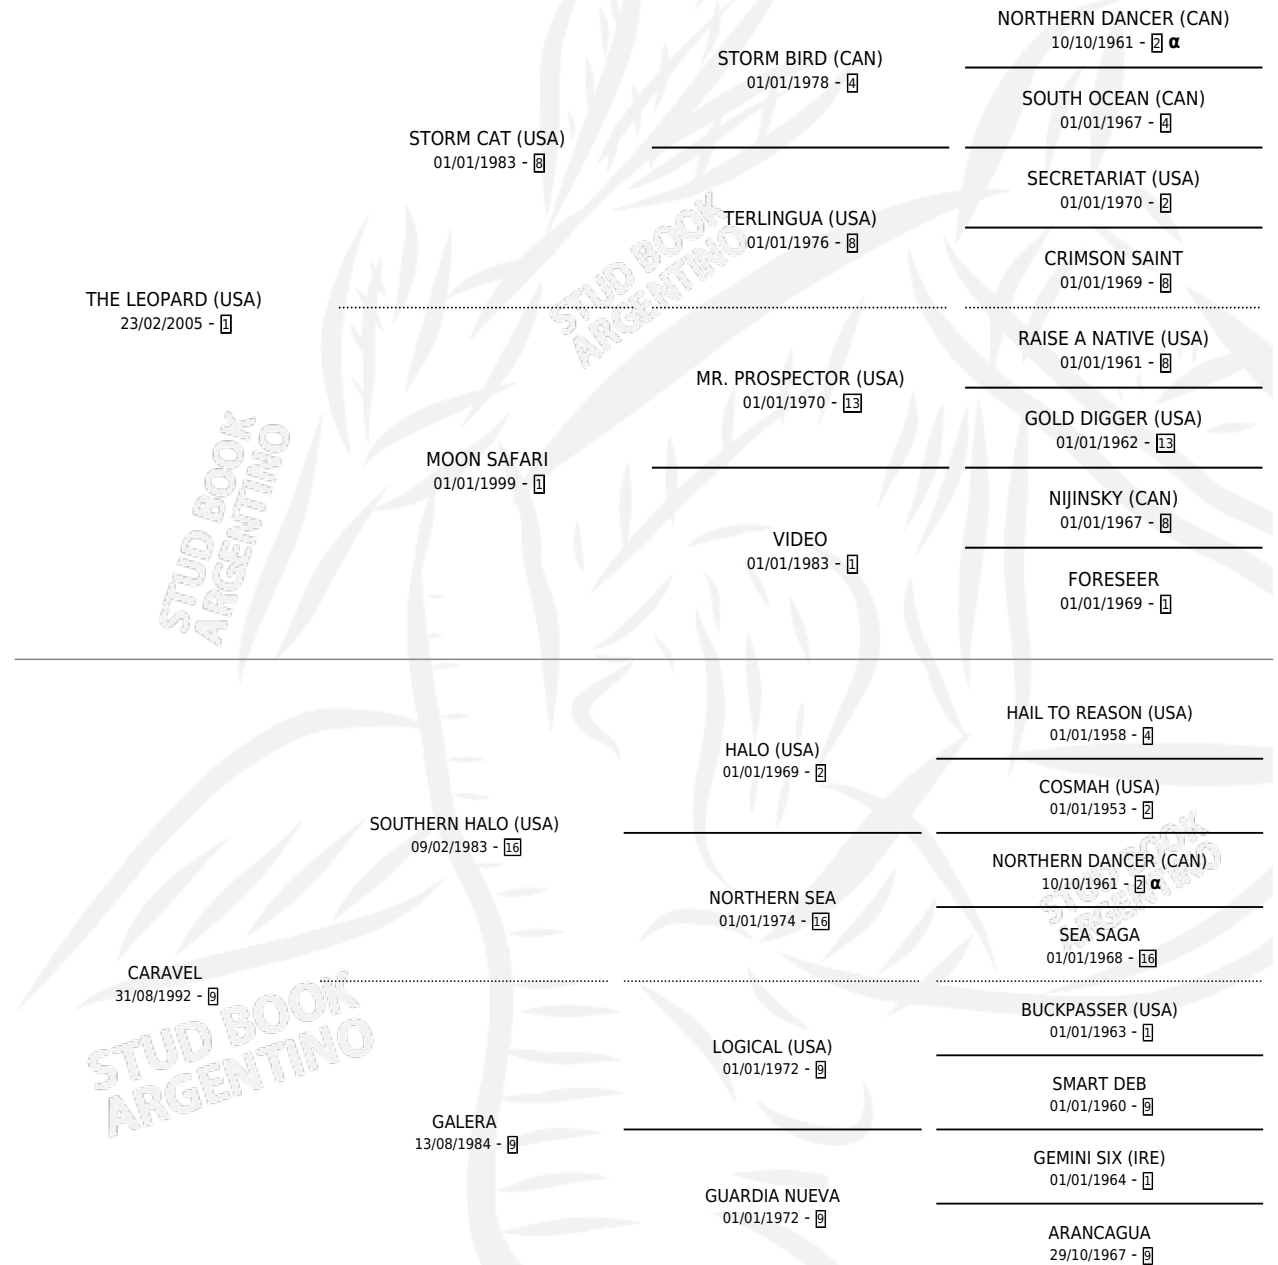 NORTHERN DANCER (CAN)
10/10/1961 - 2 α
STORM BIRD (CAN)
01/01/1978 - 4
SOUTH OCEAN (CAN)
01/01/1967 - 4
STORM CAT (USA)
01/01/1983 - 8
SECRETARIAT (USA)
01/01/1970 - 2
TERLINGUA (USA)
01/01/1976 - 8
CRIMSON SAINT
01/01/1969 - 8
THE LEOPARD (USA)
23/02/2005 - 1
RAISE A NATIVE (USA)
01/01/1961 - 8
MR. PROSPECTOR (USA)
01/01/1970 - 13
GOLD DIGGER (USA)
01/01/1962 - 13
MOON SAFARI
01/01/1999 - 1
NIJINSKY (CAN)
01/01/1967 - 8
VIDEO
01/01/1983 - 1
FORESEER
01/01/1969 - 1
HAIL TO REASON (USA)
01/01/1958 - 4
HALO (USA)
01/01/1969 - 2
COSMAH (USA)
01/01/1953 - 2
SOUTHERN HALO (USA)
09/02/1983 - 16
NORTHERN DANCER (CAN)
10/10/1961 - 2 α
NORTHERN SEA
01/01/1974 - 16
SEA SAGA
01/01/1968 - 16
CARAVEL
31/08/1992 - 9
BUCKPASSER (USA)
01/01/1963 - 1
LOGICAL (USA)
01/01/1972 - 9
SMART DEB
01/01/1960 - 9
GALERA
13/08/1984 - 9
GEMINI SIX (IRE)
01/01/1964 - 1
GUARDIA NUEVA
01/01/1972 - 9
ARANCAGUA
29/10/1967 - 9
STUD BOOK
ARGENTINO
STUD BOOK
ARGENTINO
STUD BOOK
ARGENTINO
STUD BOOK
ARGENTINO